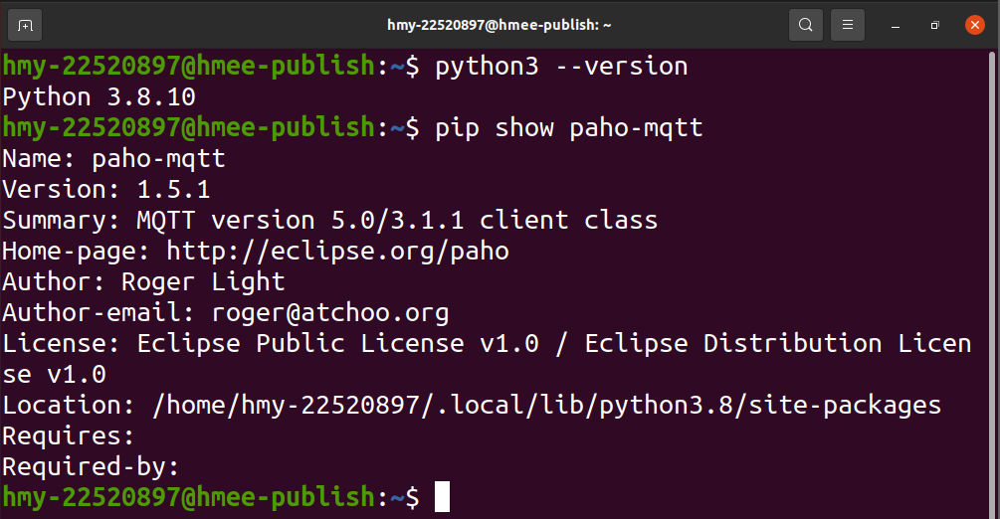 hmy-22520897@hmee-publish: ~
hmy-22520897@hmee-publish:~$ python3 --version
Python 3.8.10
hmy-22520897@hmee-publish:~$ pip show paho-mqtt
Name: paho-mqtt
Version: 1.5.1
Summary: MQTT version 5.0/3.1.1 client class
Home-page: http://eclipse.org/paho
Author: Roger Light
Author-email: roger@atchoo.org
License: Eclipse Public License v1.0 / Eclipse Distribution Licen
se v1.0
Location: /home/hmy-22520897/.local/lib/python3.8/site-packages
Requires:
Required-by:
hmy-22520897@hmee-publish:~$